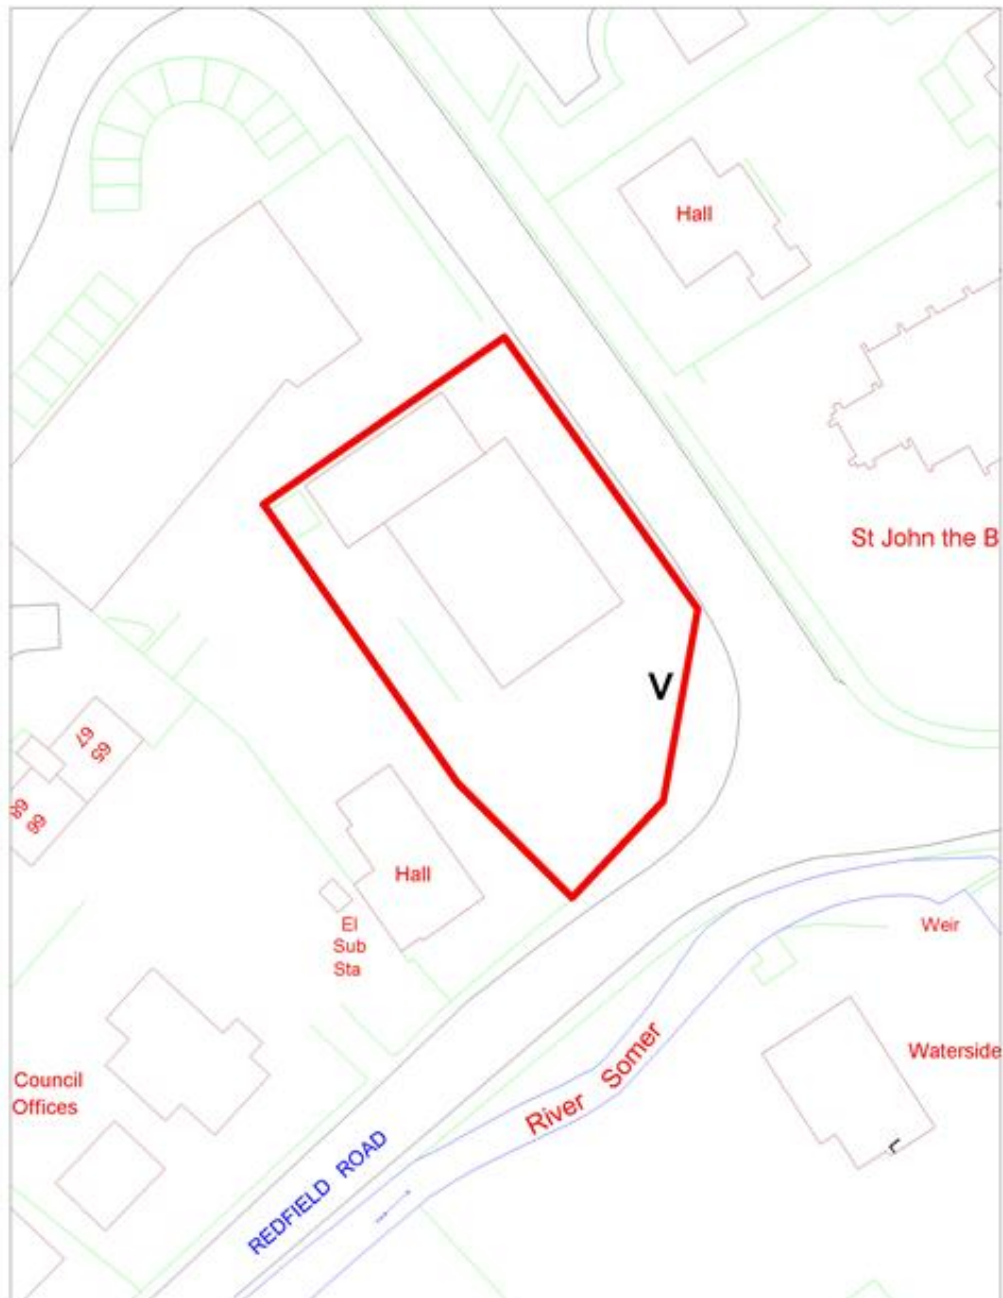 Hall
St John the B
V
67
65
68
66
Hall
El
Sub
Sta
Weir
Council
Offices
Waterside
River Somer
REDFIELD ROAD